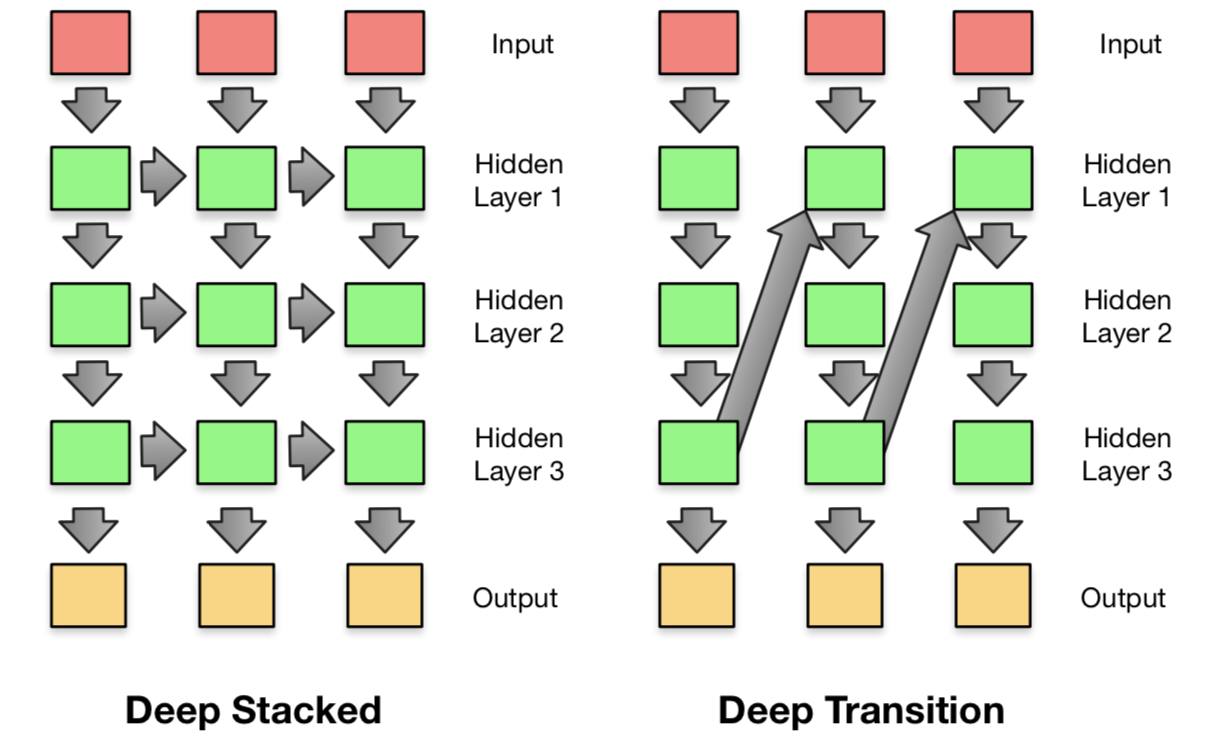 Input
Hidden
Layer 1
Hidden
Layer 2
Hidden
Layer 3
Output
Deep Stacked
Input
Hidden
Layer 1
Hidden
Layer 2
Hidden
Layer 3
Output
Deep Transition